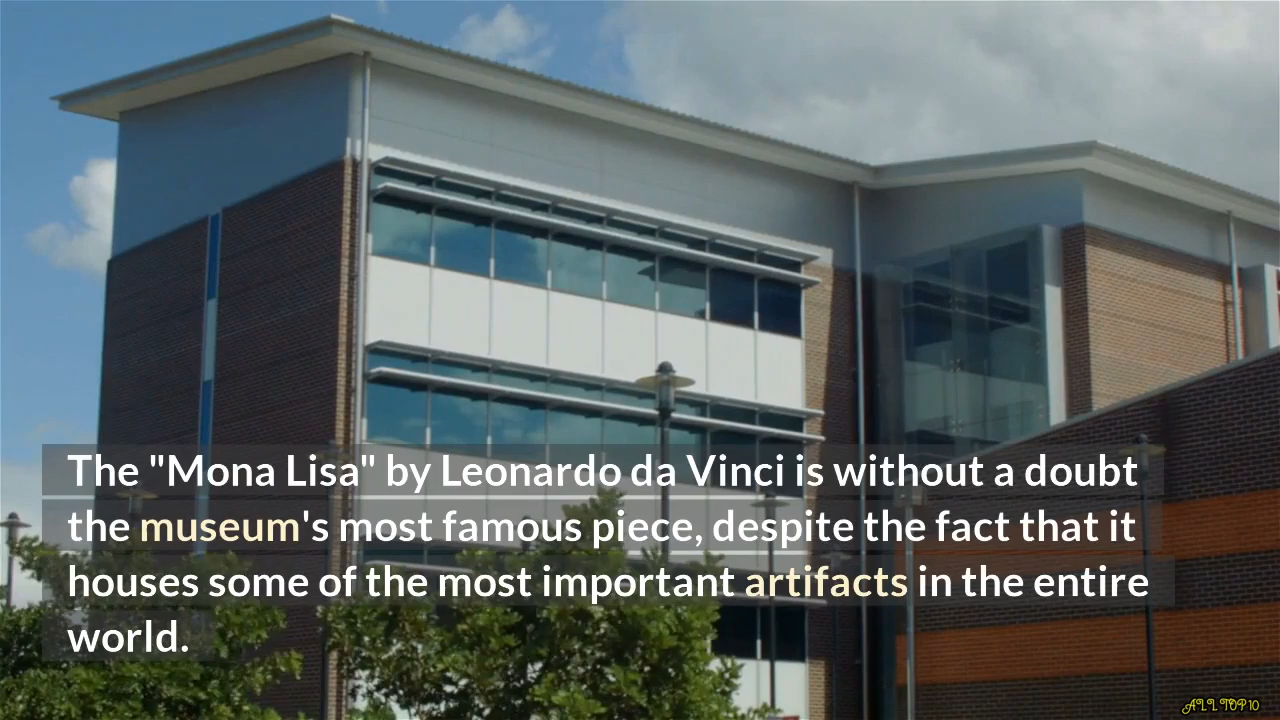 The "Mona Lisa" by Leonardo da Vinci is without a doubt
the museum's most famous piece, despite the fact that it
houses some of the most important artifacts in the entire
world.
ALL TOP 10